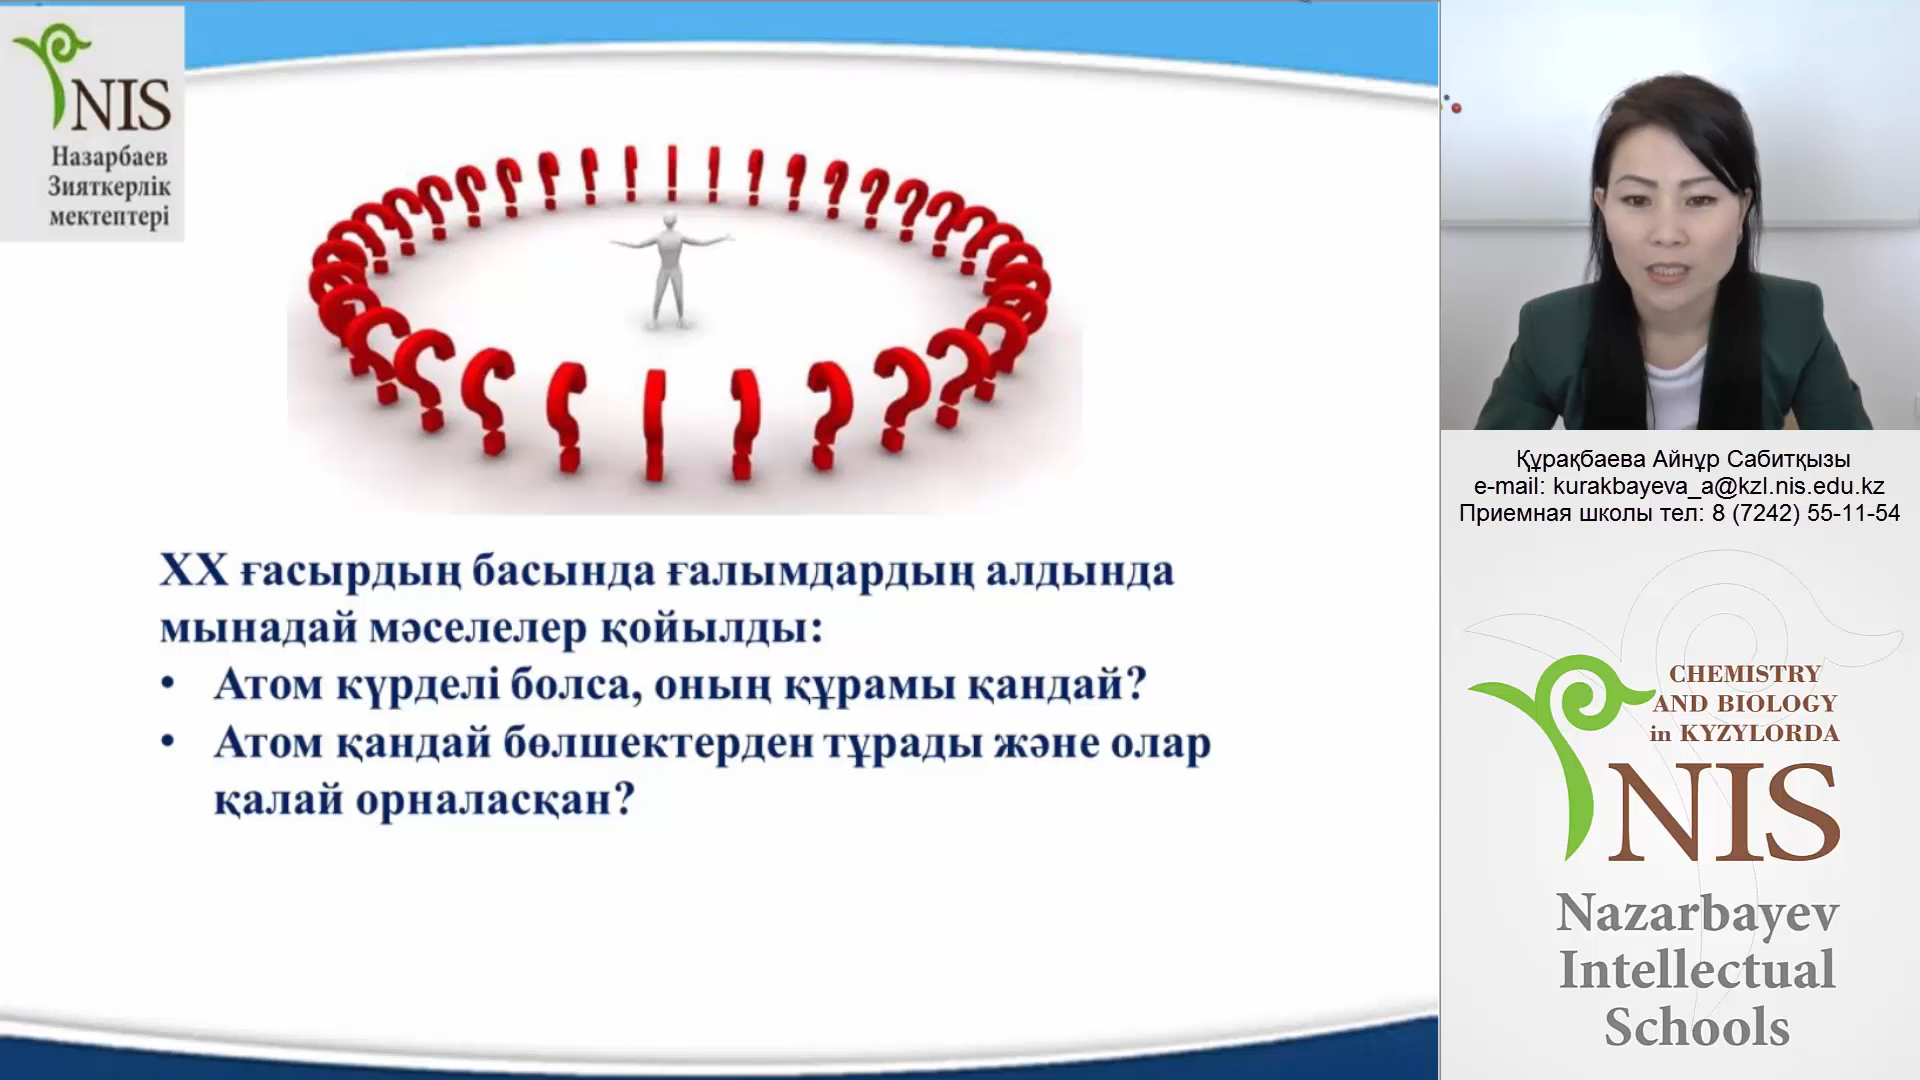 NIS
Назарбаев
Зияткерлік
мектептері
XX ғасырдың басында ғалымдардың алдында
мынадай мәселелер қойылды:
• Атом күрделі болса, оның құрамы қандай?
• Атом қандай бөлшектерден тұрады және олар
қалай орналасқан?
Құрақбаева Айнұр Сабитқызы
e-mail: kurakbayeva_a@kzl.nis.edu.kz
Приемная школы тел: 8 (7242) 55-11-54
CHEMISTRY
AND BIOLOGY
in KYZYLORDA
NIS
Nazarbayev
Intellectual
Schools